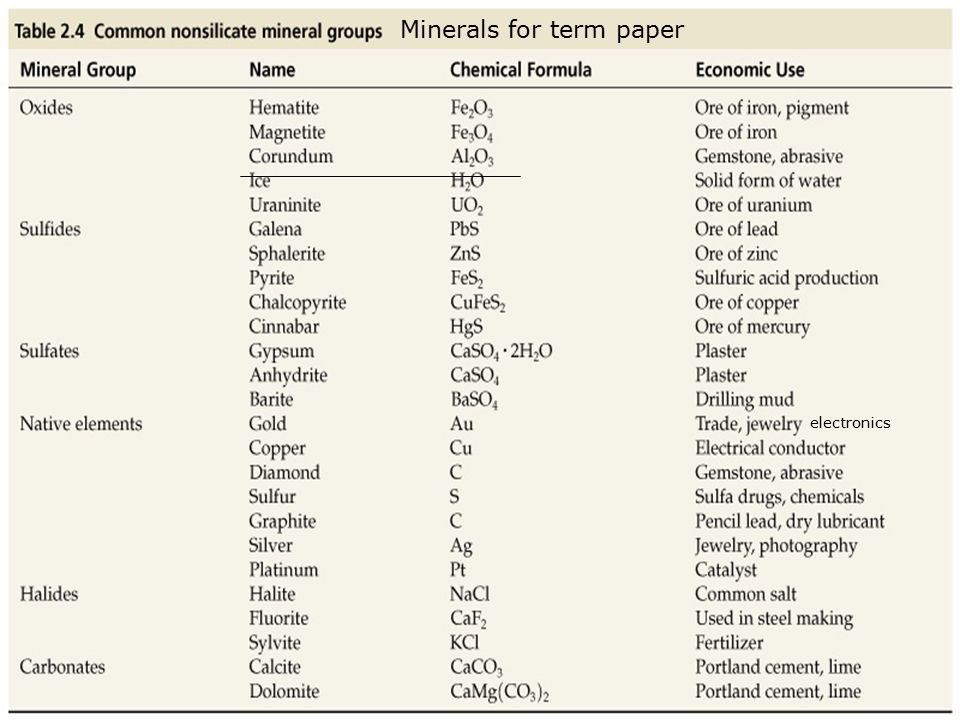 Table 2.4 Common nonsilicate mineral groups Minerals for term paper
Mineral Group Name Chemical Formula Economic Use
Oxides Hematite Fe₂O₃ Ore of iron, pigment
Magnetite Fe₃O₄ Ore of iron
Corundum Al₂O₃ Gemstone, abrasive
Ice H₂O Solid form of water
Uraninite UO₂ Ore of uranium
Sulfides Galena PbS Ore of lead
Sphalerite ZnS Ore of zinc
Pyrite FeS₂ Sulfuric acid production
Chalcopyrite CuFeS₂ Ore of copper
Cinnabar HgS Ore of mercury
Sulfates Gypsum CaSO₄ · 2H₂O Plaster
Anhydrite CaSO₄ Plaster
Barite BaSO₄ Drilling mud
Native elements Gold Au Trade, jewelry electronics
Copper Cu Electrical conductor
Diamond C Gemstone, abrasive
Sulfur S Sulfa drugs, chemicals
Graphite C Pencil lead, dry lubricant
Silver Ag Jewelry, photography
Platinum Pt Catalyst
Halides Halite NaCl Common salt
Fluorite CaF₂ Used in steel making
Sylvite KCl Fertilizer
Carbonates Calcite CaCO₃ Portland cement, lime
Dolomite CaMg(CO₃)₂ Portland cement, lime